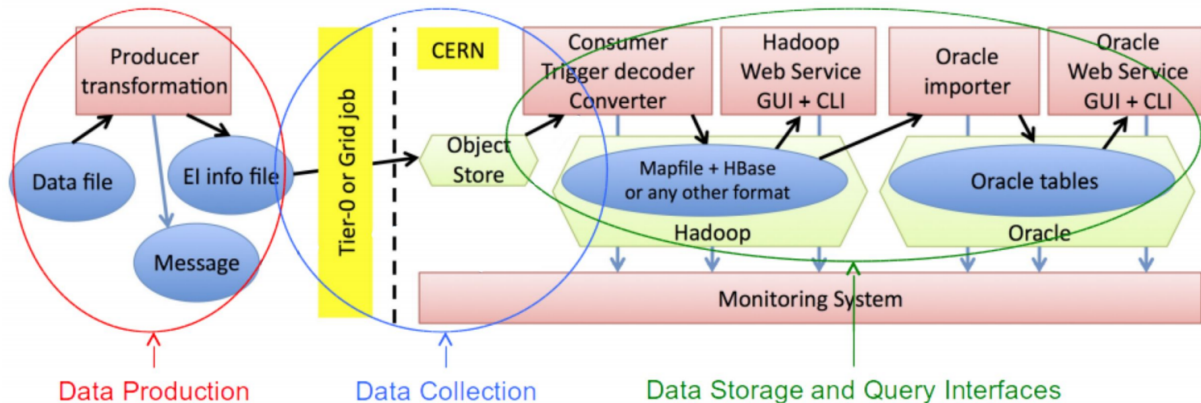 Producer
transformation
Data file
EI info file
Message
Tier-0 or Grid job
CERN
Object
Store
Consumer
Trigger decoder
Converter
Hadoop
Web Service
GUI + CLI
Oracle
importer
Oracle
Web Service
GUI + CLI
Mapfile + HBase
or any other format
Hadoop
Oracle tables
Oracle
Monitoring System
Data Production
Data Collection
Data Storage and Query Interfaces